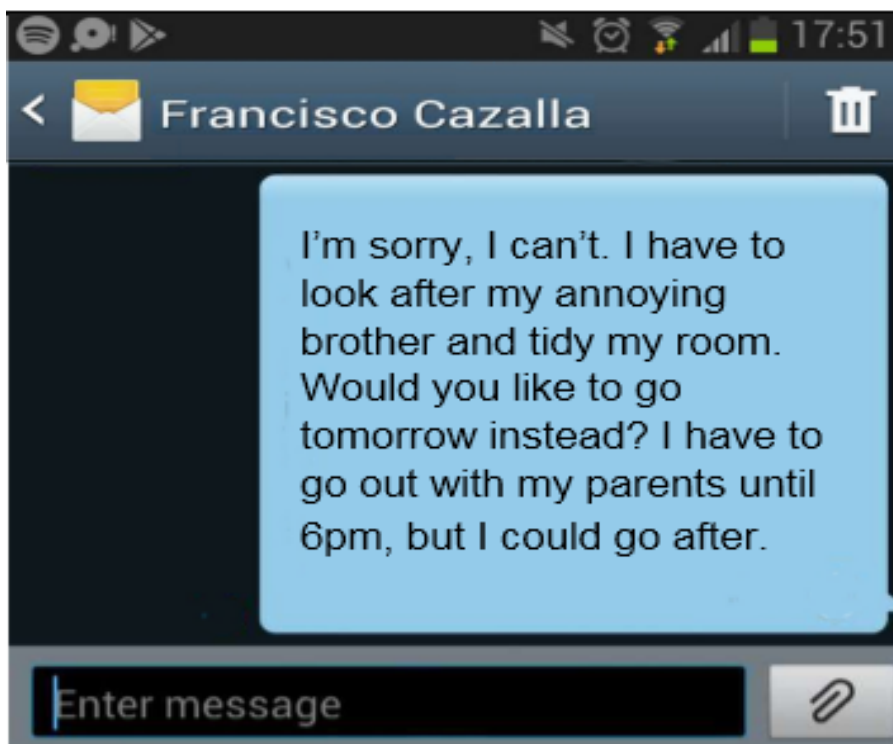 17:51
Francisco Cazalla
I'm sorry, I can't. I have to
look after my annoying
brother and tidy my room.
Would you like to go
tomorrow instead? I have to
go out with my parents until
6pm, but I could go after.
Enter message